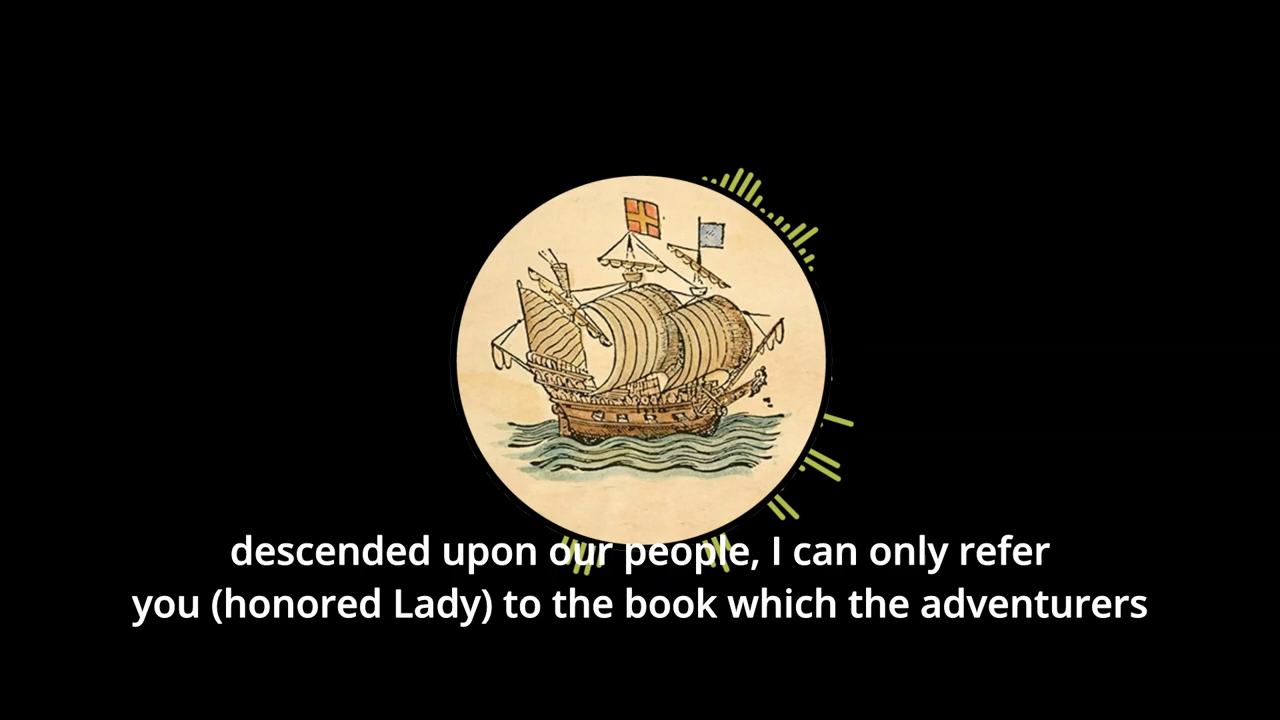 descended upon our people, I can only refer
you (honored Lady) to the book which the adventurers